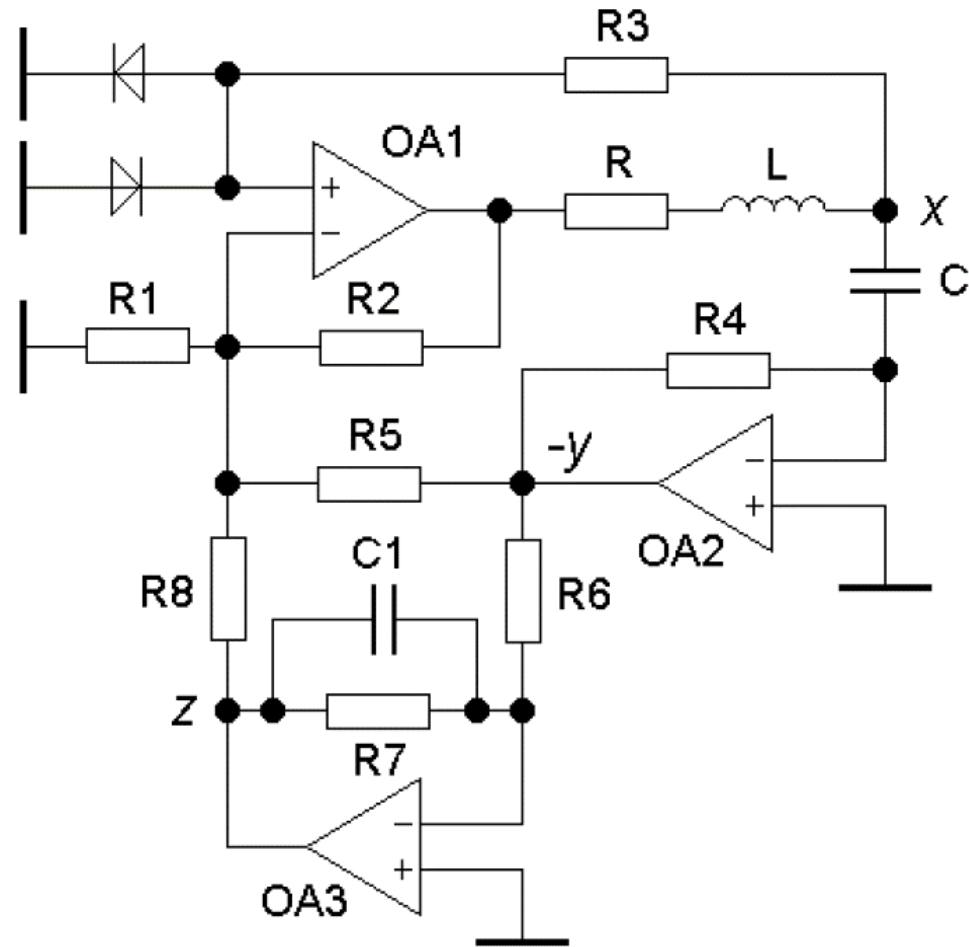 R3
OA1
R
L
x
+
−
C
R1
R2
R4
R5
-y
−
+
OA2
C1
R8
R6
z
R7
−
+
OA3